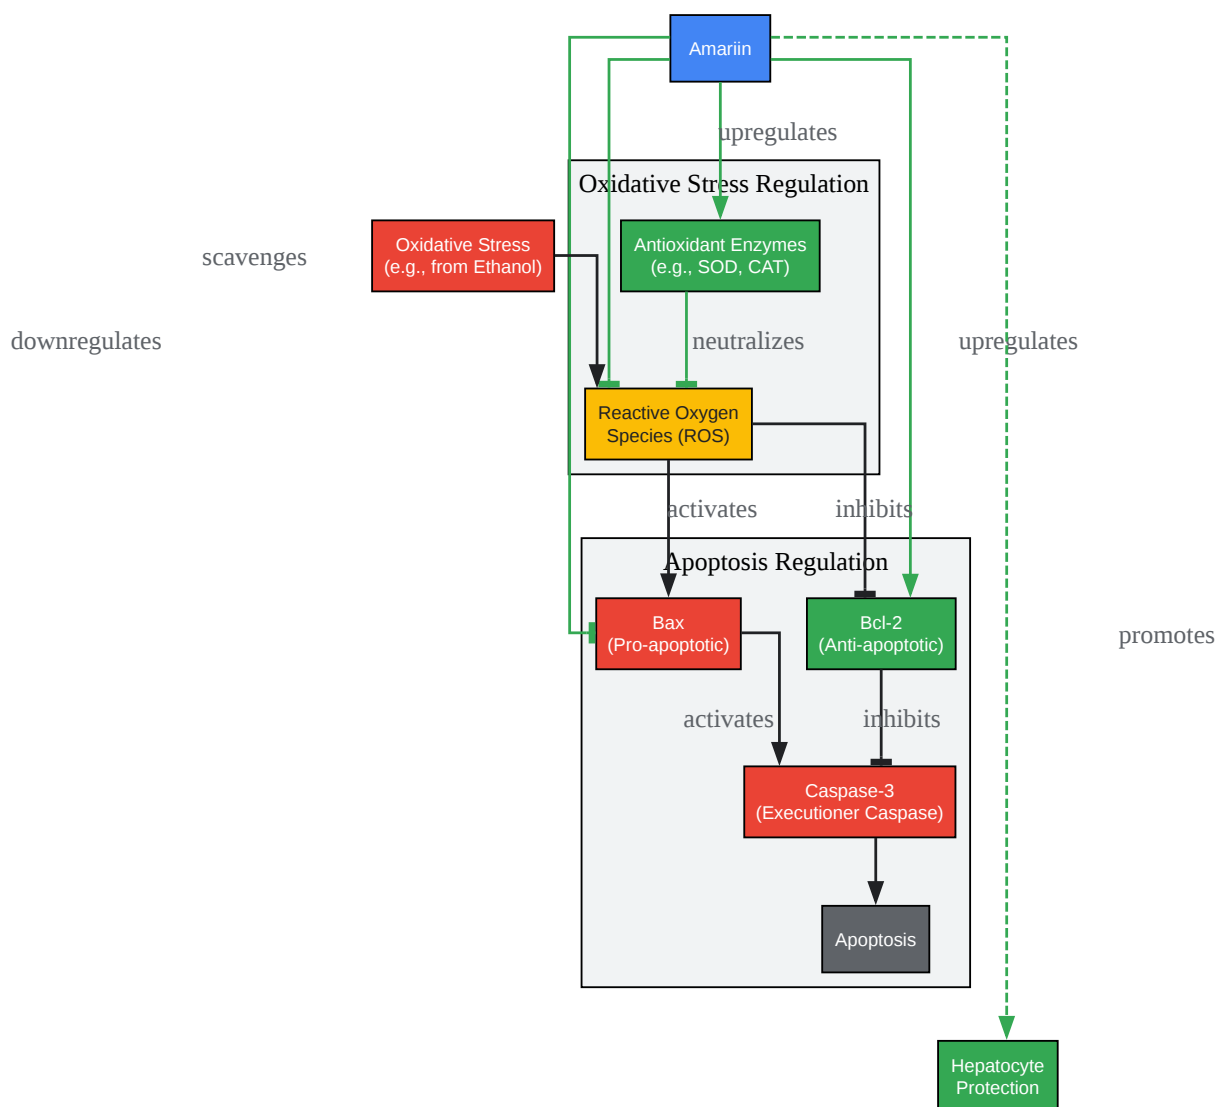 Amariin
upregulates
Oxidative Stress Regulation
Oxidative Stress
(e.g., from Ethanol)
Antioxidant Enzymes
(e.g., SOD, CAT)
scavenges
downregulates
neutralizes
upregulates
Reactive Oxygen
Species (ROS)
activates
inhibits
Apoptosis Regulation
Bax
(Pro-apoptotic)
Bcl-2
(Anti-apoptotic)
promotes
activates
inhibits
Caspase-3
(Executioner Caspase)
Apoptosis
Hepatocyte
Protection